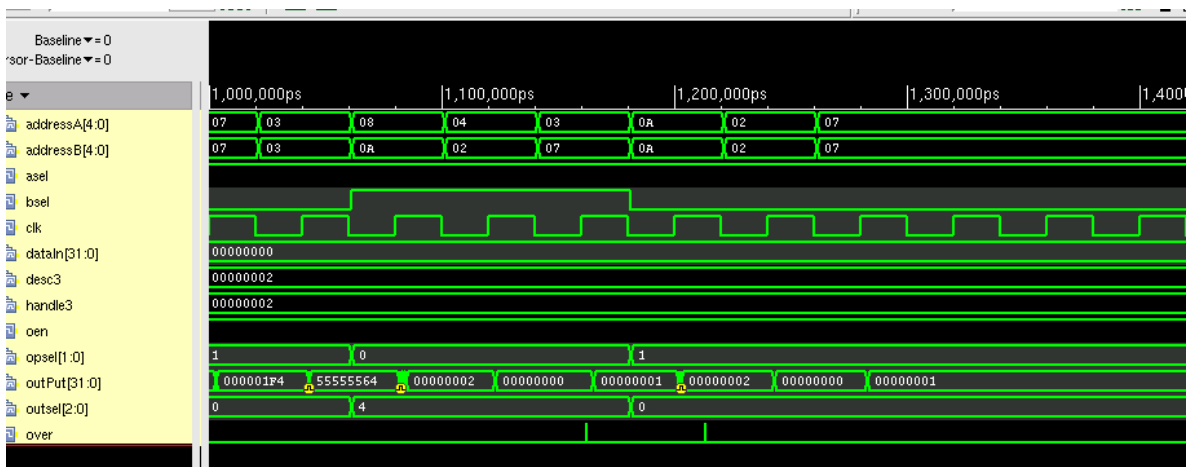 Baseline▼= 0
rsor-Baseline▼= 0
e ▼ 1,000,000ps 1,100,000ps 1,200,000ps 1,300,000ps 1,400
addressA[4:0] 07 03 08 04 03 0A 02 07
addressB[4:0] 07 03 0A 02 07 0A 02 07
asel
bsel
clk
dataIn[31:0] 00000000
desc3 00000002
handle3 00000002
oen
opsel[1:0] 1 0 1
outPut[31:0] 000001F4 55555564 00000002 00000000 00000001 00000002 00000000 00000001
outsel[2:0] 0 4 0
over